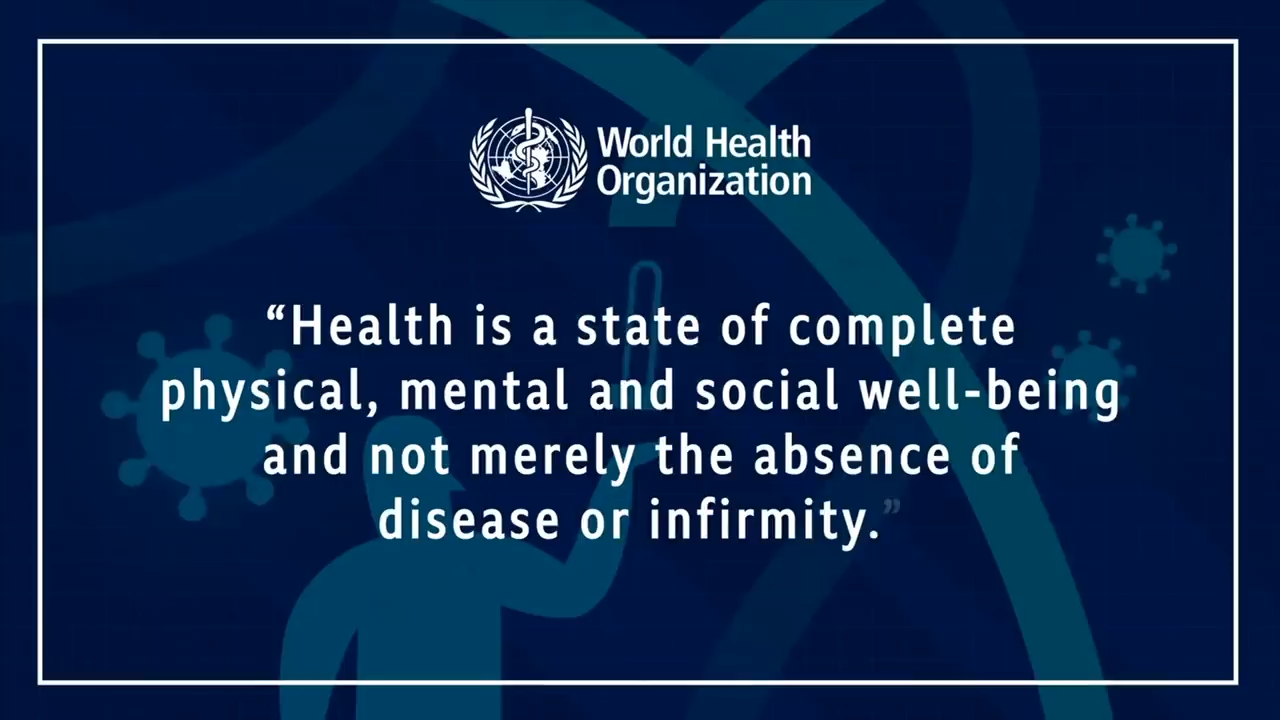 World Health
Organization
“Health is a state of complete
physical, mental and social well-being
and not merely the absence of
disease or infirmity.”